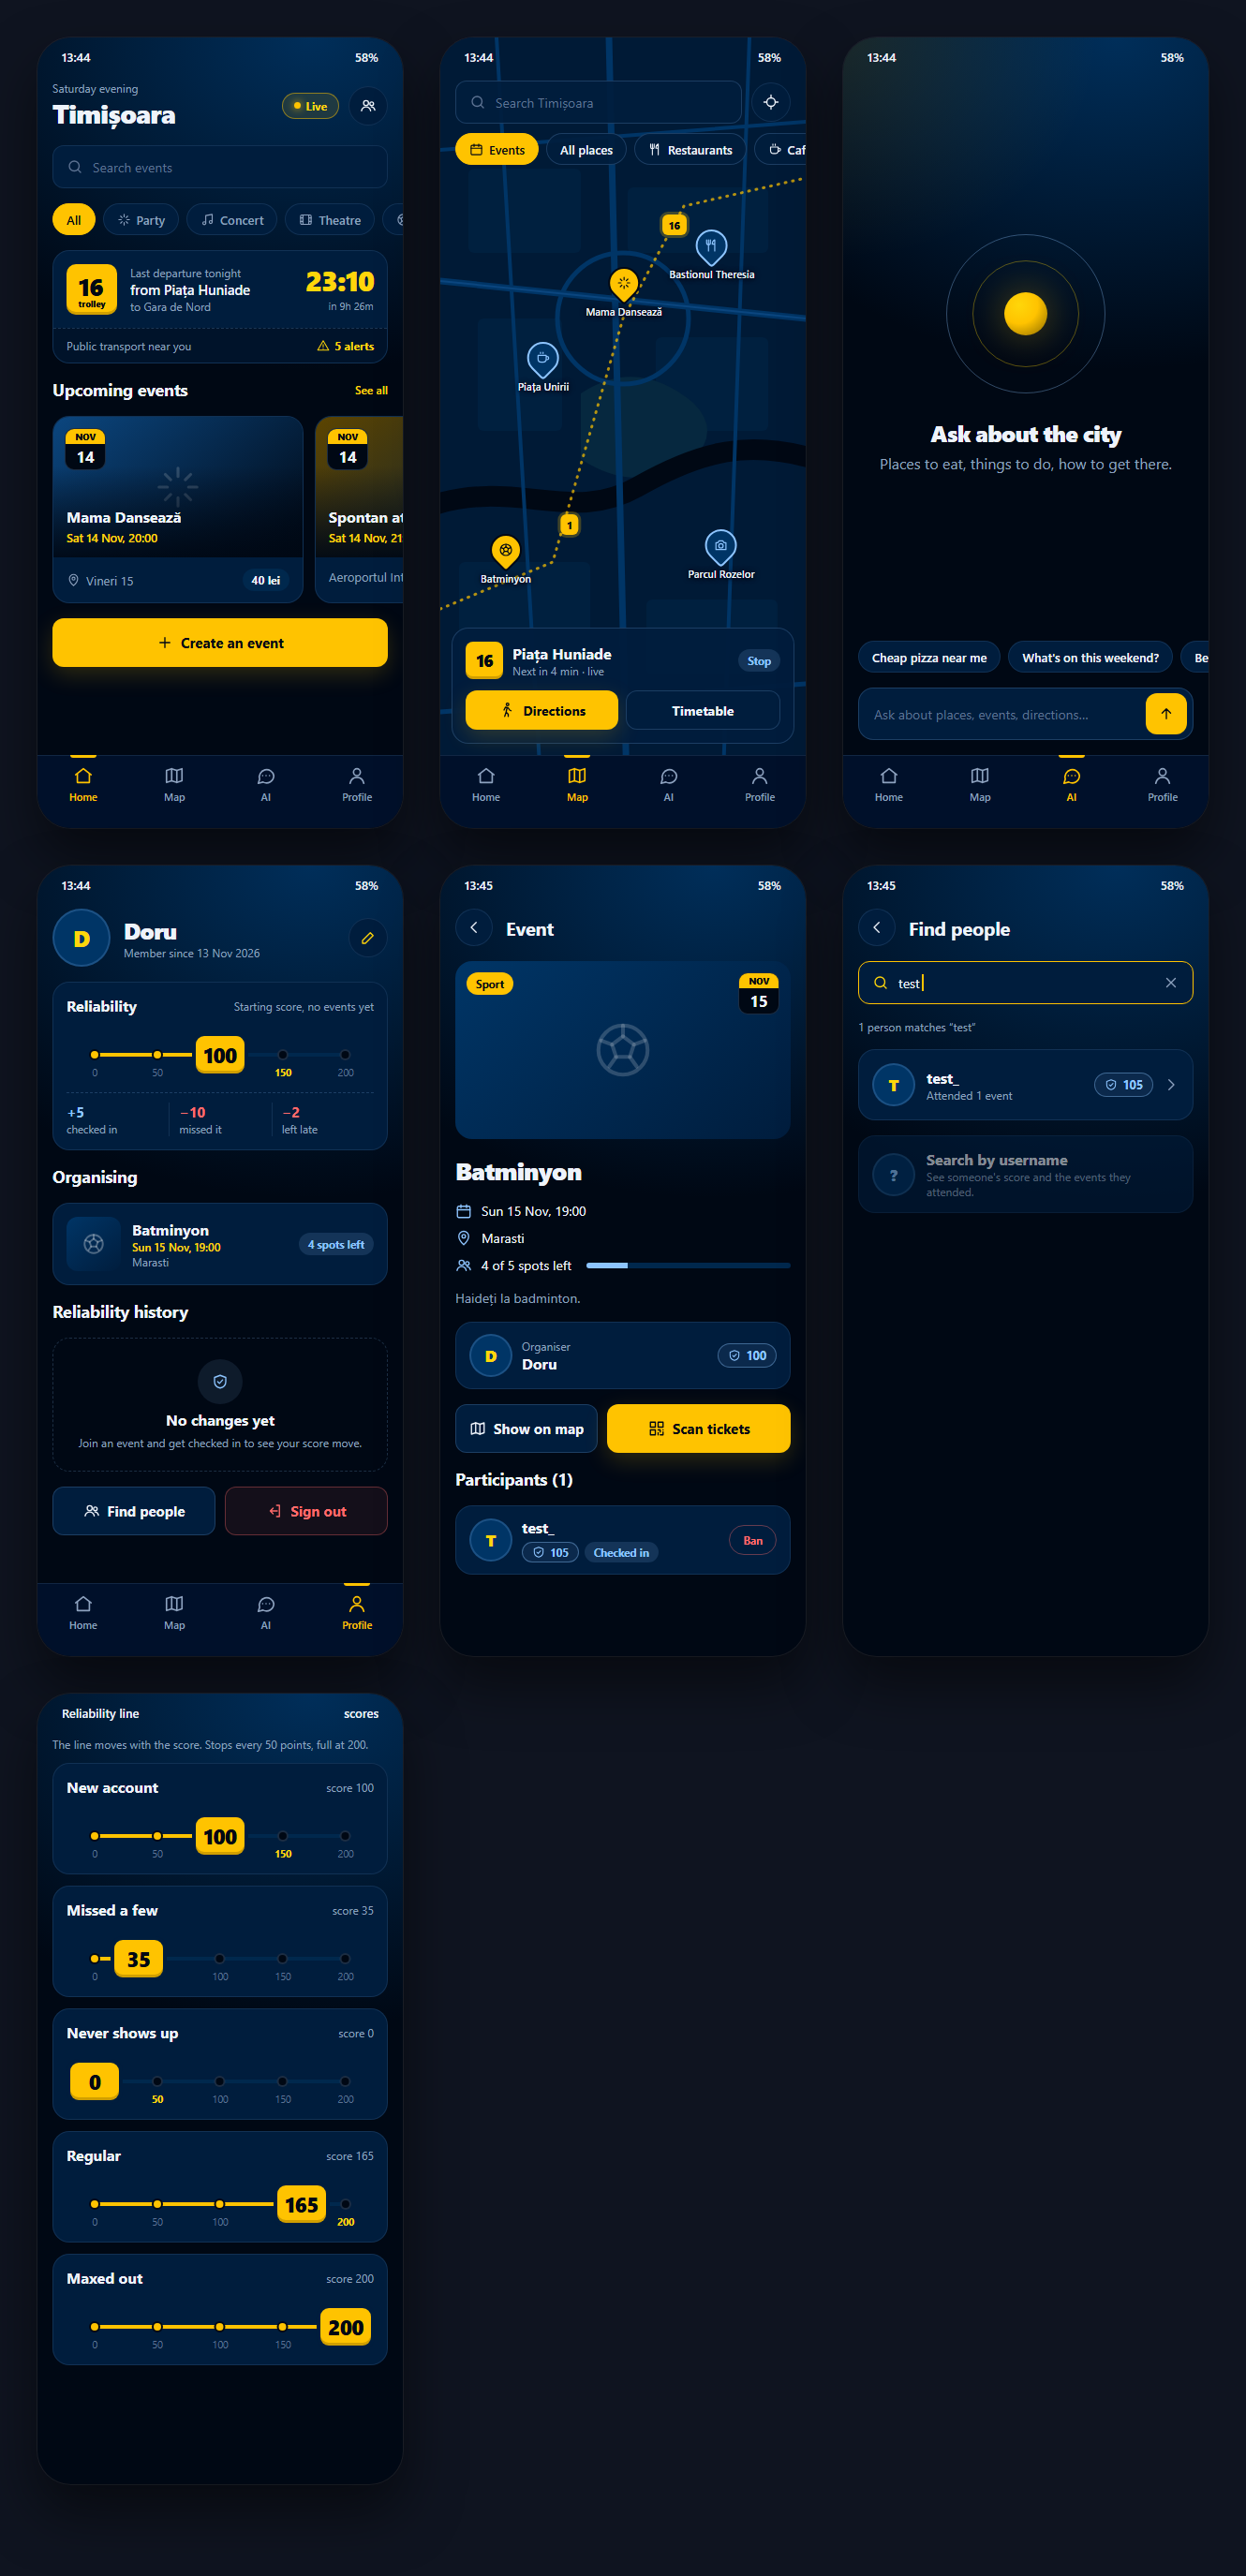 13:44 58%
Saturday evening
Timișoara
Live
Search events
All Party Concert Theatre
16 trolley
Last departure tonight
from Piața Huniade
to Gara de Nord
23:10
in 9h 26m
Public transport near you 5 alerts
Upcoming events See all
NOV 14
Mama Dansează
Sat 14 Nov, 20:00
Vineri 15 40 lei
NOV 14
Spontan at
Sat 14 Nov, 21
Aeroportul Int
Create an event
Home Map AI Profile
13:44 58%
Search Timișoara
Events All places Restaurants Caf
16
Bastionul Theresia
Mama Dansează
Piața Unirii
1
Batminyon
Parcul Rozelor
16 Piața Huniade
Next in 4 min · live
Stop
Directions Timetable
Home Map AI Profile
13:44 58%
Ask about the city
Places to eat, things to do, how to get there.
Cheap pizza near me What's on this weekend? Be
Ask about places, events, directions...
Home Map AI Profile
13:44 58%
D Doru
Member since 13 Nov 2026
Reliability Starting score, no events yet
100
0 50 150 200
+5 −10 −2
checked in missed it left late
Organising
Batminyon
Sun 15 Nov, 19:00
Marasti
4 spots left
Reliability history
No changes yet
Join an event and get checked in to see your score move.
Find people Sign out
Home Map AI Profile
13:45 58%
Event
Sport
NOV 15
Batminyon
Sun 15 Nov, 19:00
Marasti
4 of 5 spots left
Haideți la badminton.
D Organiser
Doru
100
Show on map Scan tickets
Participants (1)
T test_
105 Checked in
Ban
13:45 58%
Find people
test
1 person matches "test"
T test_
Attended 1 event
105
? Search by username
See someone's score and the events they
attended.
Reliability line scores
The line moves with the score. Stops every 50 points, full at 200.
New account score 100
100
0 50 150 200
Missed a few score 35
35
0 100 150 200
Never shows up score 0
0
50 100 150 200
Regular score 165
165
0 50 100 200
Maxed out score 200
200
0 50 100 150